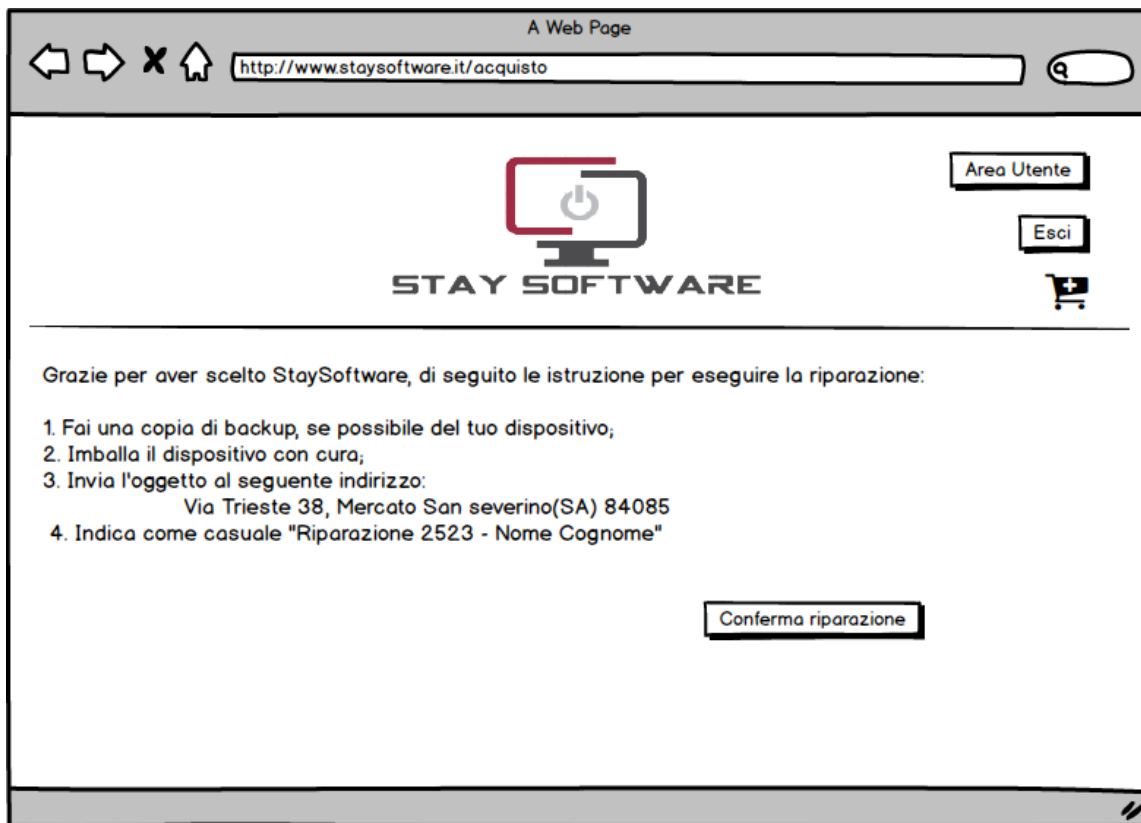 A Web Page
http://www.staysoftware.it/acquisto
Area Utente
Esci
STAY SOFTWARE
Grazie per aver scelto StaySoftware, di seguito le istruzione per eseguire la riparazione:
1. Fai una copia di backup, se possibile del tuo dispositivo;
2. Imballa il dispositivo con cura;
3. Invia l'oggetto al seguente indirizzo:
Via Trieste 38, Mercato San severino(SA) 84085
4. Indica come casuale "Riparazione 2523 - Nome Cognome"
Conferma riparazione